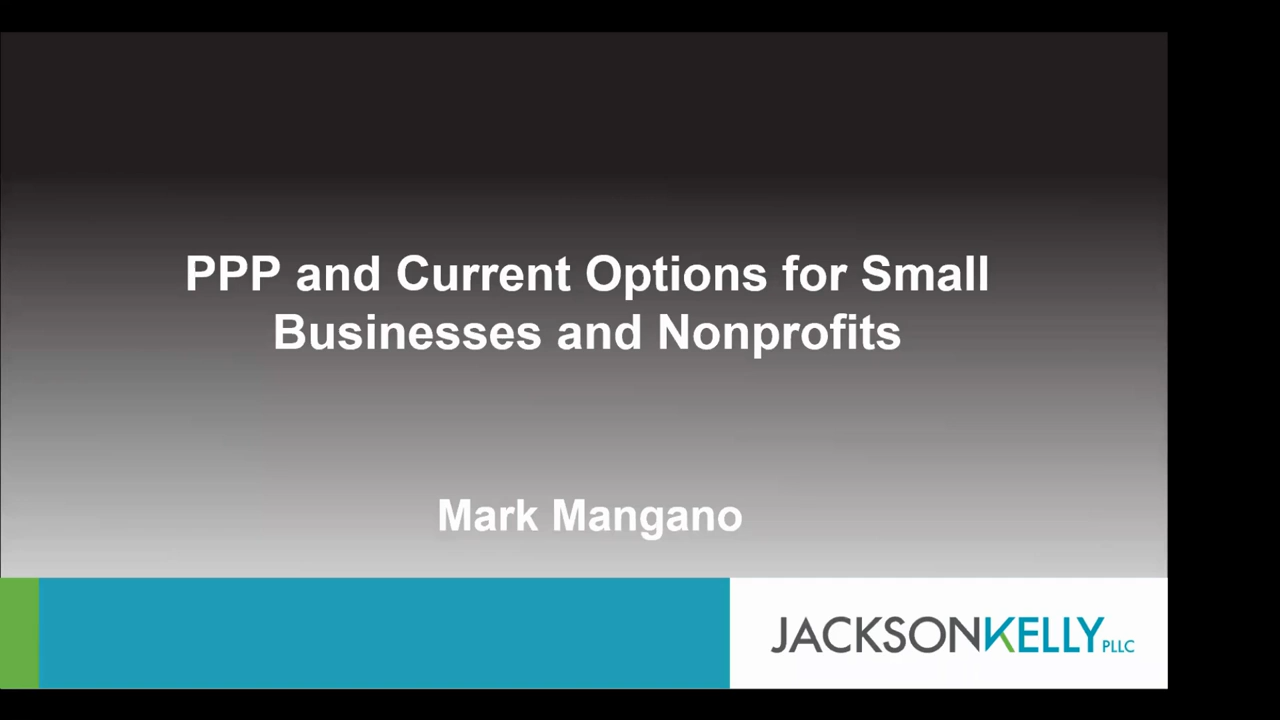 PPP and Current Options for Small
Businesses and Nonprofits
Mark Mangano
JACKSONKELLY PLLC